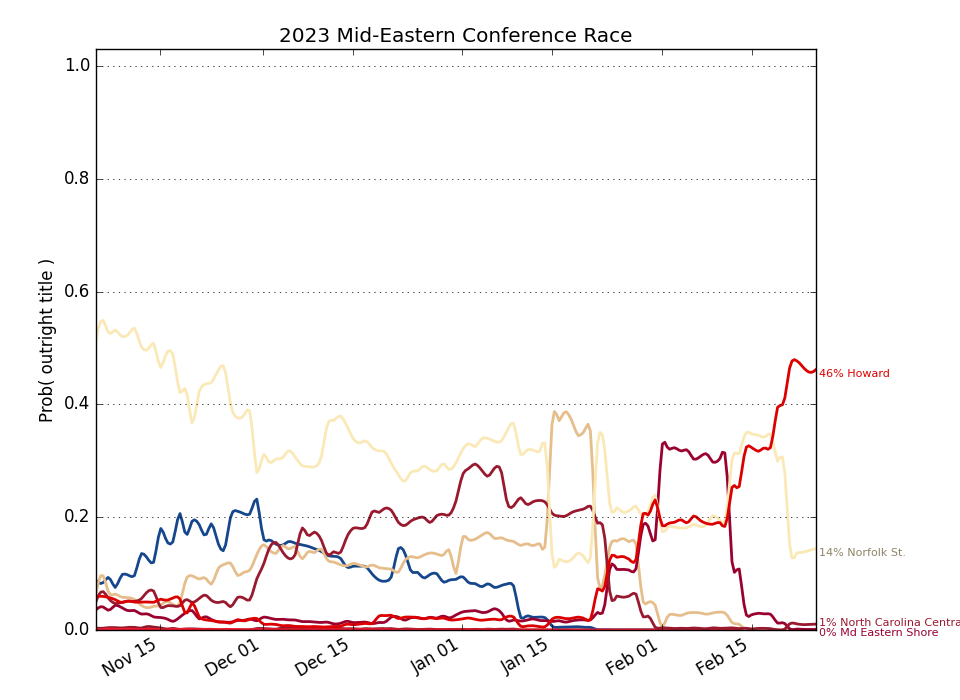 2023 Mid-Eastern Conference Race
Prob( outright title )
1.0
0.8
0.6
0.4
0.2
0.0
46% Howard
14% Norfolk St.
1% North Carolina Centra
0% Md Eastern Shore
Nov 15
Dec 01
Dec 15
Jan 01
Jan 15
Feb 01
Feb 15